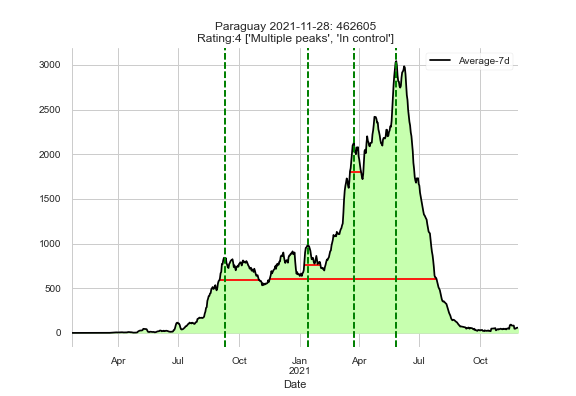 Paraguay 2021-11-28: 462605
Rating:4 ['Multiple peaks', 'In control']
Average-7d
3000
2500
2000
1500
1000
500
0
Apr Jul Oct Jan Apr Jul Oct
2021
Date